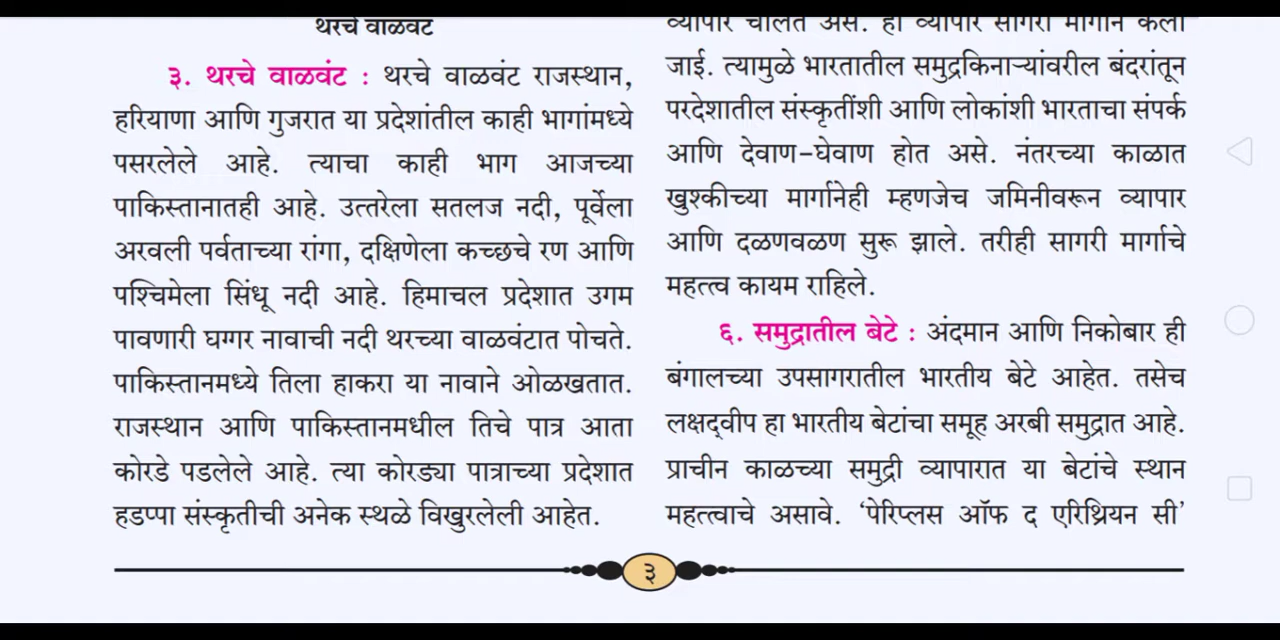 थरचे वाळवंट
३. थरचे वाळवंट : थरचे वाळवंट राजस्थान,
हरियाणा आणि गुजरात या प्रदेशांतील काही भागांमध्ये
पसरलेले आहे. त्याचा काही भाग आजच्या
पाकिस्तानातही आहे. उत्तरेला सतलज नदी, पूर्वेला
अरवली पर्वताच्या रांगा, दक्षिणेला कच्छचे रण आणि
पश्चिमेला सिंधू नदी आहे. हिमाचल प्रदेशात उगम
पावणारी घग्गर नावाची नदी थरच्या वाळवंटात पोचते.
पाकिस्तानमध्ये तिला हाकरा या नावाने ओळखतात.
राजस्थान आणि पाकिस्तानमधील तिचे पात्र आता
कोरडे पडलेले आहे. त्या कोरड्या पात्राच्या प्रदेशात
हडप्पा संस्कृतीची अनेक स्थळे विखुरलेली आहेत.
व्यापार चालत असे. हा व्यापार सागरी मार्गाने केला
जाई. त्यामुळे भारतातील समुद्रकिनाऱ्यांवरील बंदरांतून
परदेशातील संस्कृतींशी आणि लोकांशी भारताचा संपर्क
आणि देवाण-घेवाण होत असे. नंतरच्या काळात
खुश्कीच्या मार्गानेही म्हणजेच जमिनीवरून व्यापार
आणि दळणवळण सुरू झाले. तरीही सागरी मार्गाचे
महत्त्व कायम राहिले.
६. समुद्रातील बेटे : अंदमान आणि निकोबार ही
बंगालच्या उपसागरातील भारतीय बेटे आहेत. तसेच
लक्षद्‌वीप हा भारतीय बेटांचा समूह अरबी समुद्रात आहे.
प्राचीन काळच्या समुद्री व्यापारात या बेटांचे स्थान
महत्त्वाचे असावे. ‘पेरिप्लस ऑफ द एरिथ्रियन सी’
३